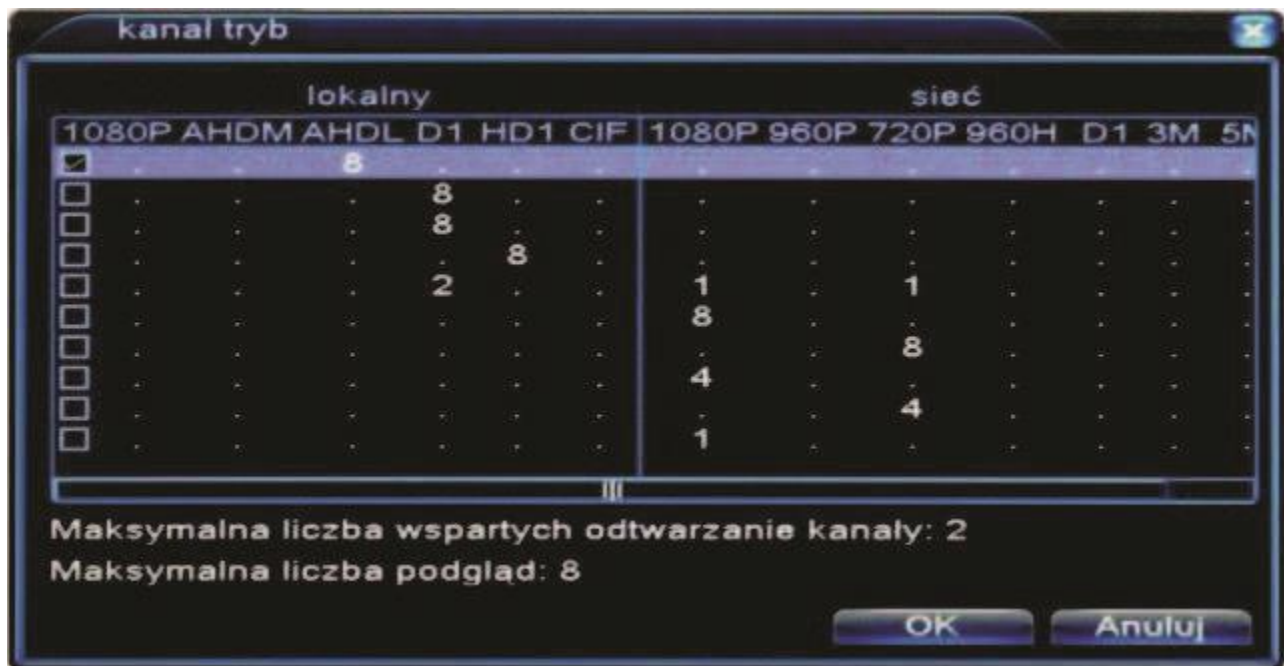 kanał tryb
lokalny sieć
1080P AHDM AHDL D1 HD1 CIF 1080P 960P 720P 960H D1 3M
. . 8 . . . . . . . . . .
. . . 8 . . . . . . . . .
. . . 8 . . . . . . . . .
. . . . 8 . . . . . . . .
. . . 2 . . 1 . 1 . . . .
. . . . . . 8 . . . . . .
. . . . . . . . 8 . . . .
. . . . . . 4 . . . . . .
. . . . . . . . 4 . . . .
. . . . . . 1 . . . . . .
Maksymalna liczba wspartych odtwarzanie kanały: 2
Maksymalna liczba podgląd: 8
OK Anuluj